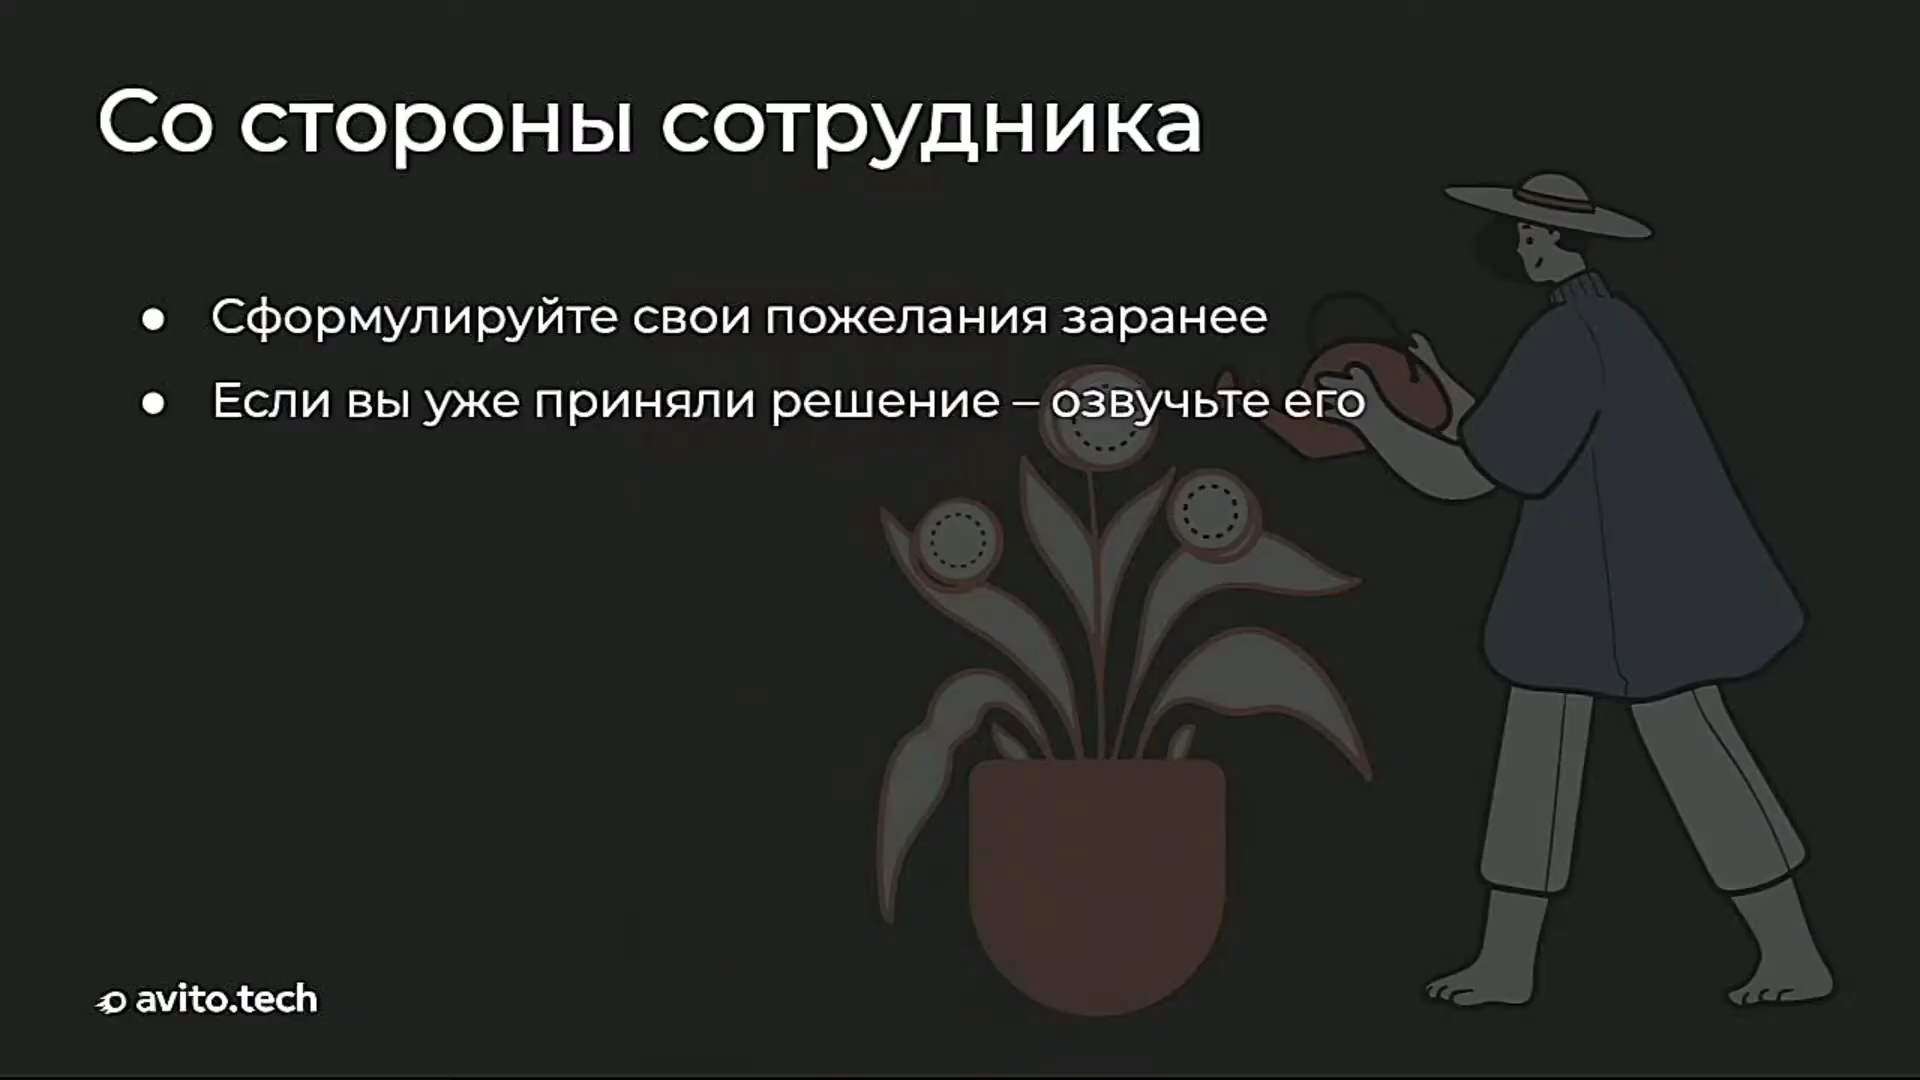 Со стороны сотрудника
● Сформулируйте свои пожелания заранее
● Если вы уже приняли решение – озвучьте его
avito.tech